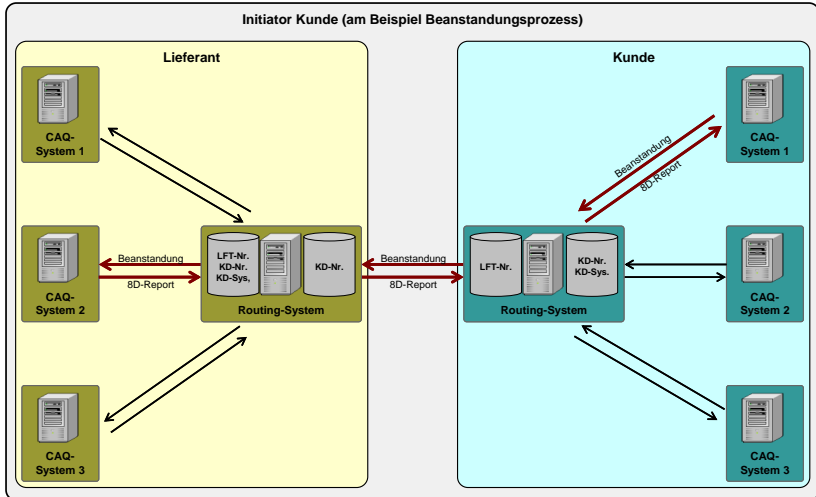 Initiator Kunde (am Beispiel Beanstandungsprozess)
Lieferant
CAQ-
System 1
Beanstandung
8D-Report
CAQ-
System 2
LFT-Nr.
KD-Nr.
KD-Sys,
KD-Nr.
Routing-System
CAQ-
System 3
Beanstandung
8D-Report
Kunde
Beanstandung
8D-Report
CAQ-
System 1
LFT-Nr.
KD-Nr.
KD-Sys.
Routing-System
CAQ-
System 2
CAQ-
System 3